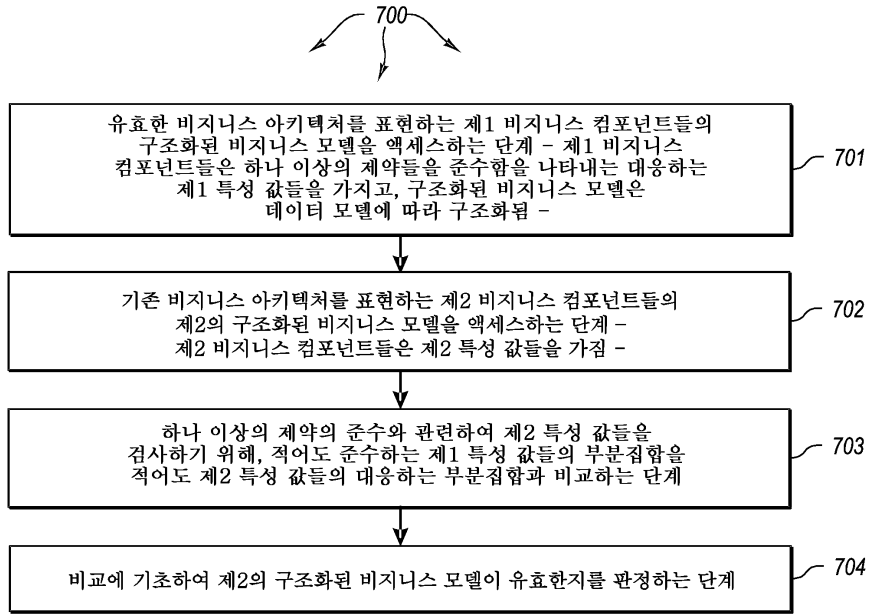 700
유효한 비지니스 아키텍처를 표현하는 제1 비지니스 컴포넌트들의
구조화된 비지니스 모델을 액세스하는 단계 – 제1 비지니스
컴포넌트들은 하나 이상의 제약들을 준수함을 나타내는 대응하는
제1 특성 값들을 가지고, 구조화된 비지니스 모델은
데이터 모델에 따라 구조화됨 –
701
기존 비지니스 아키텍처를 표현하는 제2 비지니스 컴포넌트들의
제2의 구조화된 비지니스 모델을 액세스하는 단계 –
제2 비지니스 컴포넌트들은 제2 특성 값들을 가짐 –
702
하나 이상의 제약의 준수와 관련하여 제2 특성 값들을
검사하기 위해, 적어도 준수하는 제1 특성 값들의 부분집합을
적어도 제2 특성 값들의 대응하는 부분집합과 비교하는 단계
703
비교에 기초하여 제2의 구조화된 비지니스 모델이 유효한지를 판정하는 단계
704